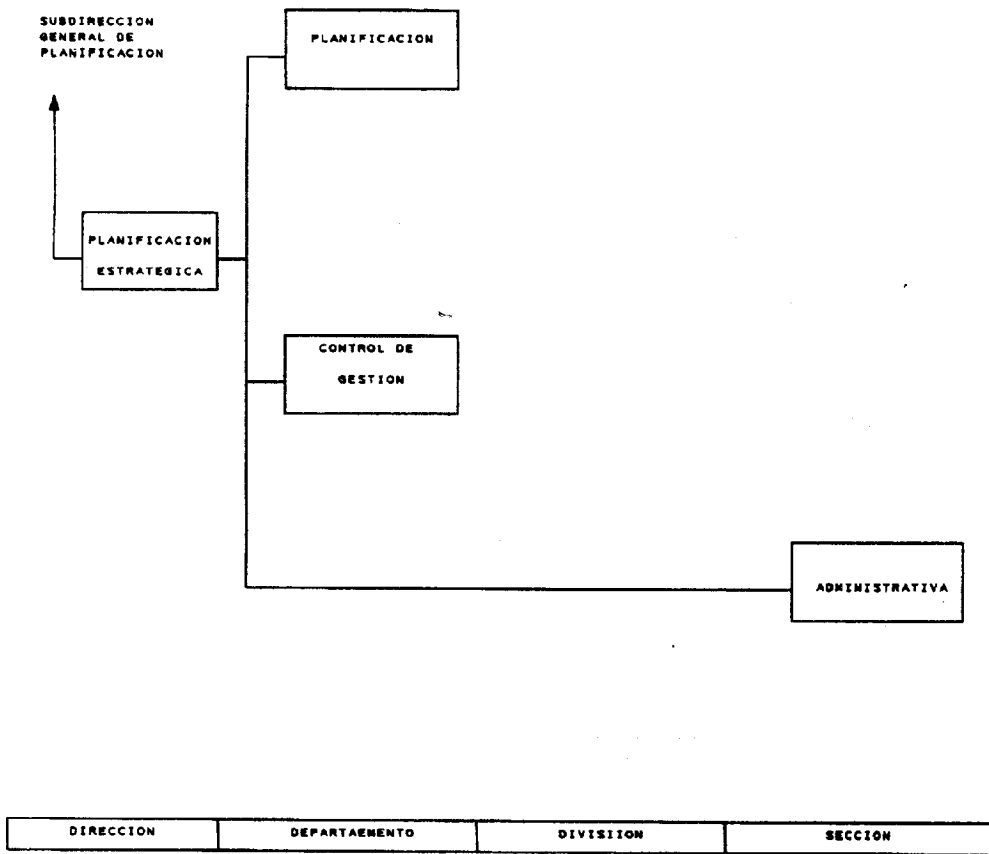 SUBDIRECCION
GENERAL DE
PLANIFICACION
PLANIFICACION
PLANIFICACION
ESTRATEGICA
CONTROL DE
GESTION
ADMINISTRATIVA
DIRECCION
DEPARTAEMENTO
DIVISIION
SECCION